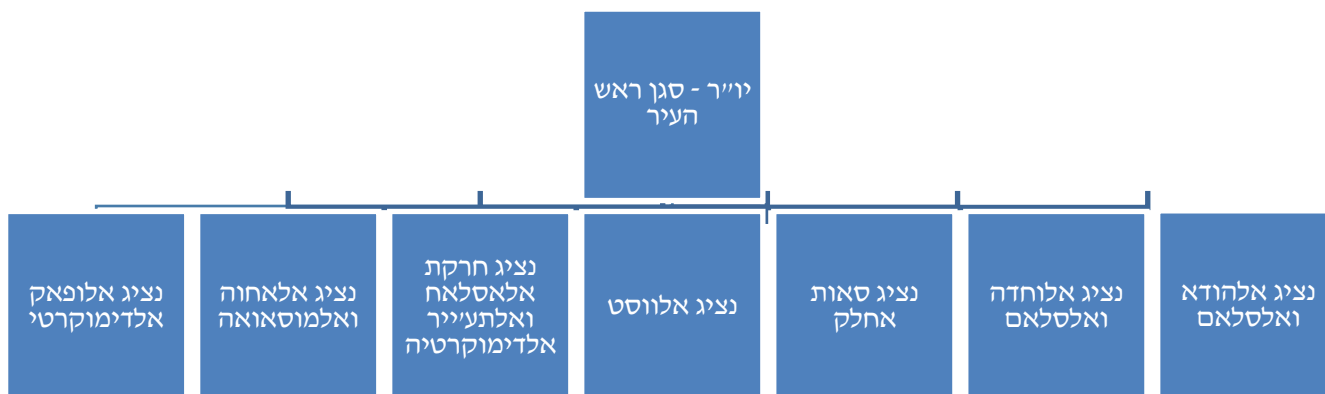 יו״ר - סגן ראש
העיר
נציג אלהודא
ואלסלאם
נציג אלוחדה
ואלסלאם
נציג סאות
אחלק
נציג אלווסט
נציג חרקת
אלאסלאח
ואלתע׳ייר
אלדימוקרטיה
נציג אלאחוה
ואלמוסאואה
נציג אלופאק
אלדימוקרטי